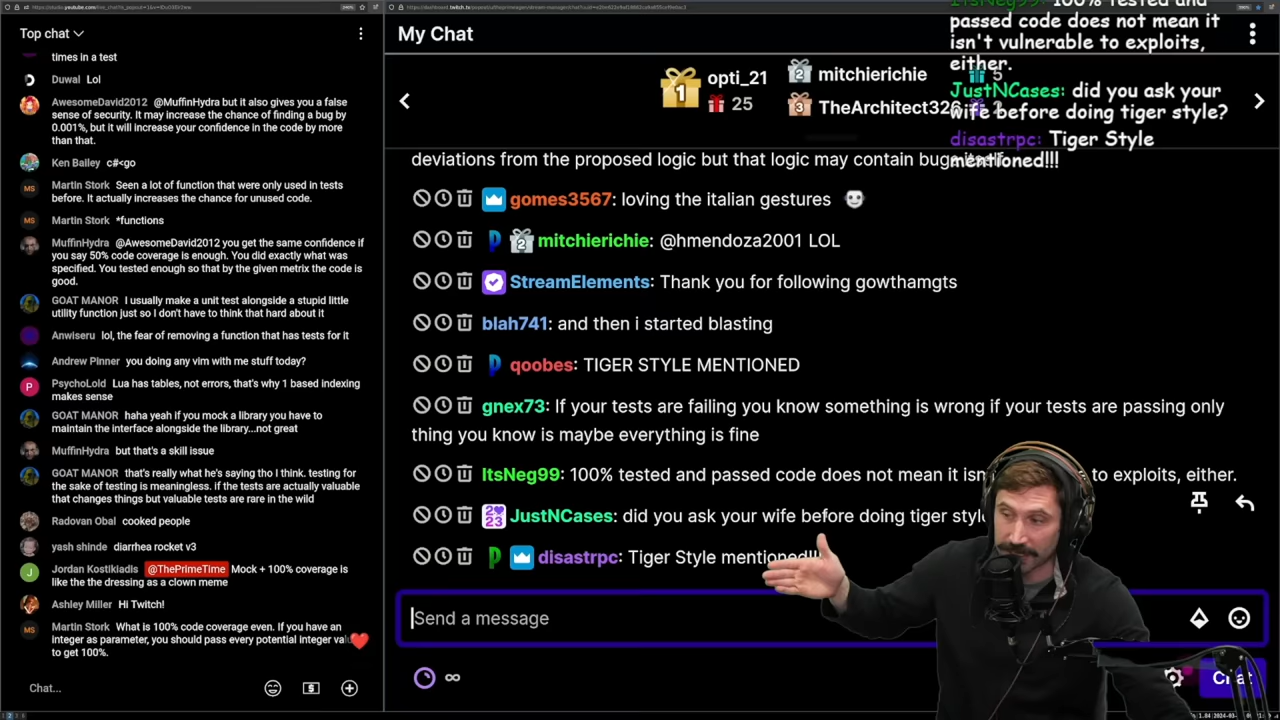 Top chat
times in a test
Duwal Lol
AwesomeDavid2012 @MuffinHydra but it also gives you a false
sense of security. It may increase the chance of finding a bug by
0.001%, but it will increase your confidence in the code by more
than that.
Ken Bailey c#<go
Martin Stork Seen a lot of function that were only used in tests
before. It actually increases the chance for unused code.
Martin Stork *functions
MuffinHydra @AwesomeDavid2012 you get the same confidence if
you say 50% code coverage is enough. You did exactly what was
specified. You tested enough so that by the given metrix the code is
good.
GOAT MANOR I usually make a unit test alongside a stupid little
utility function just so I don't have to think that hard about it
Anwiseru lol, the fear of removing a function that has tests for it
Andrew Pinner you doing any vim with me stuff today?
PsychoLold Lua has tables, not errors, that's why 1 based indexing
makes sense
GOAT MANOR haha yeah if you mock a library you have to
maintain the interface alongside the library...not great
MuffinHydra but that's a skill issue
GOAT MANOR that's really what he's saying tho I think. testing for
the sake of testing is meaningless. if the tests are actually valuable
that changes things but valuable tests are rare in the wild
Radovan Obal cooked people
yash shinde diarrhea rocket v3
Jordan Kostikiadis @ThePrimeTime Mock + 100% coverage is
like the the dressing as a clown meme
Ashley Miller Hi Twitch!
Martin Stork What is 100% code coverage even. If you have an
integer as parameter, you should pass every potential integer
to get 100%.
Chat...
My Chat
1 opti_21
25
2 mitchierichie
5
3 TheArchitect326
deviations from the proposed logic but that logic may contain
gomes3567: loving the italian gestures
2 mitchierichie: @hmendoza2001 LOL
StreamElements: Thank you for following gowthamgts
blah741: and then i started blasting
qoobes: TIGER STYLE MENTIONED
gnex73: If your tests are failing you know something is wrong if your tests are passing only
thing you know is maybe everything is fine
ItsNeg99: 100% tested and passed code does not mean it to exploits, either.
2023 JustNCases: did you ask your wife before doing tiger
disastrpc: Tiger Style mentioned!!!
Send a message
Chat
ItsNeg99: 100% tested and
passed code does not mean it
isn't vulnerable to exploits,
either.
JustNCases: did you ask your
wife before doing tiger style?
disastrpc: Tiger Style
mentioned!!!